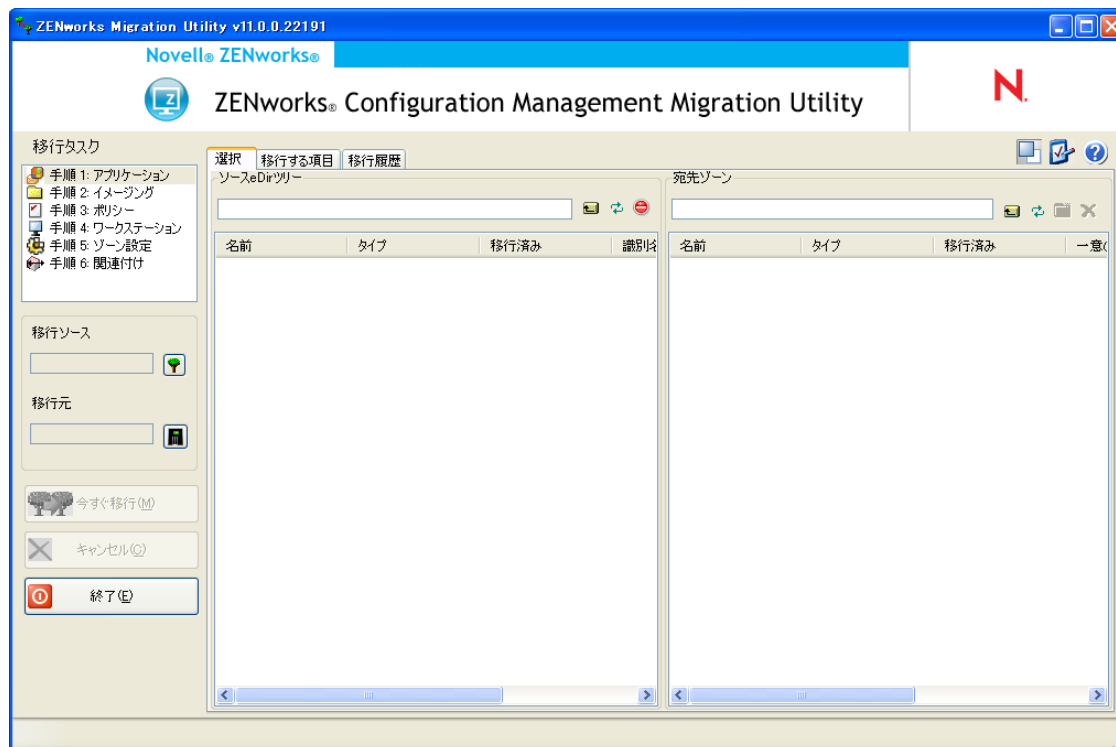 ZENworks Migration Utility v11.0.0.22191
Novell® ZENworks®
ZENworks® Configuration Management Migration Utility
N.
移行タスク
手順 1: アプリケーション
手順 2: イメージング
手順 3: ポリシー
手順 4: ワークステーション
手順 5: ゾーン設定
手順 6: 関連付け
移行ソース
移行元
今すぐ移行(M)
キャンセル(C)
終了(E)
選択 移行する項目 移行履歴
ソースeDirツリー
名前 タイプ 移行済み 識別名
宛先ゾーン
名前 タイプ 移行済み 一意(